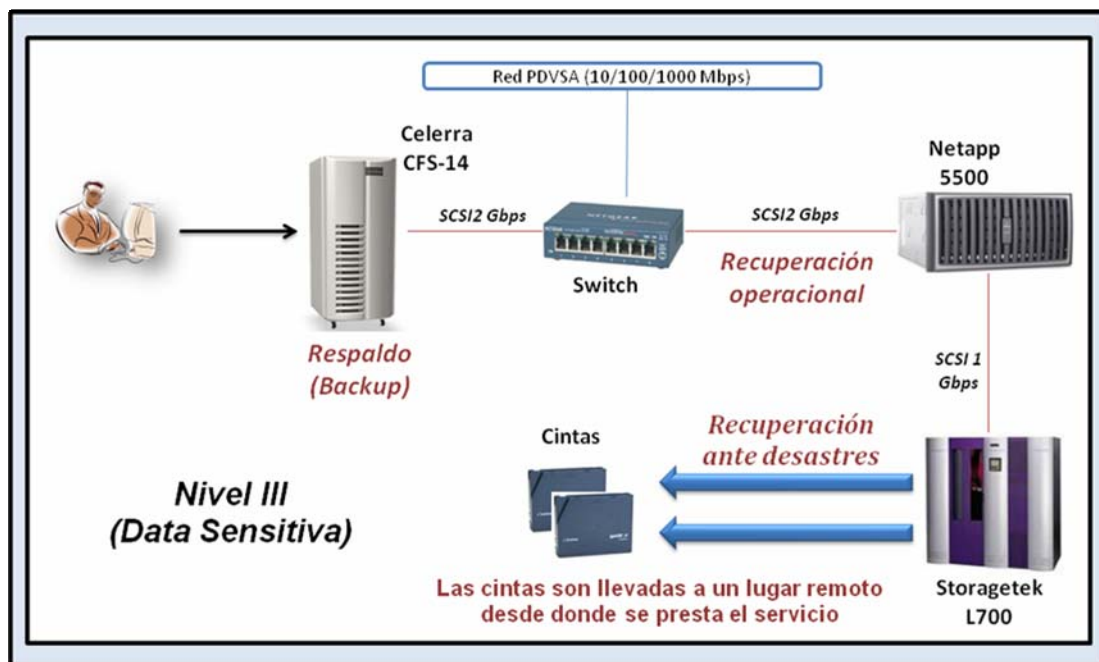 Red PDVSA (10/100/1000 Mbps)
Celerra
CFS-14
SCSI2 Gbps
NETGEAR
Switch
SCSI2 Gbps
Recuperación
operacional
Netapp
5500
Respaldo
(Backup)
SCSI 1
Gbps
Cintas
Recuperación
ante desastres
Nivel III
(Data Sensitiva)
Las cintas son llevadas a un lugar remoto
desde donde se presta el servicio
Storagetek
L700